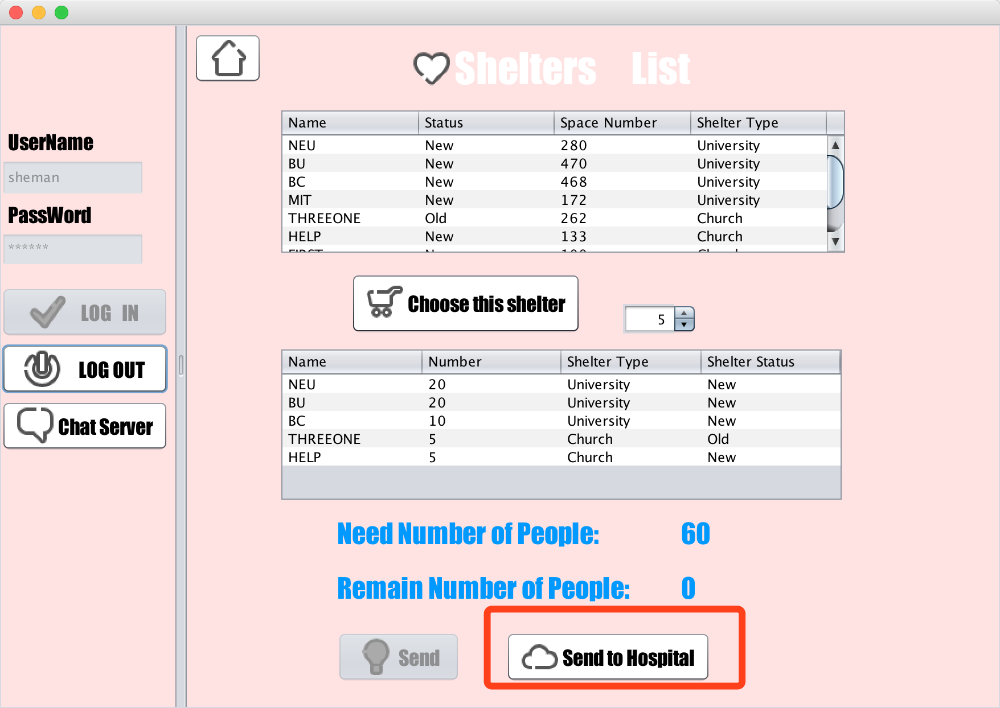 Shelters List
UserName
sheman
PassWord
******
LOG IN
LOG OUT
Chat Server
Name Status Space Number Shelter Type
NEU New 280 University
BU New 470 University
BC New 468 University
MIT New 172 University
THREEONE Old 262 Church
HELP New 133 Church
Choose this shelter
5
Name Number Shelter Type Shelter Status
NEU 20 University New
BU 20 University New
BC 10 University New
THREEONE 5 Church Old
HELP 5 Church New
Need Number of People: 60
Remain Number of People: 0
Send
Send to Hospital